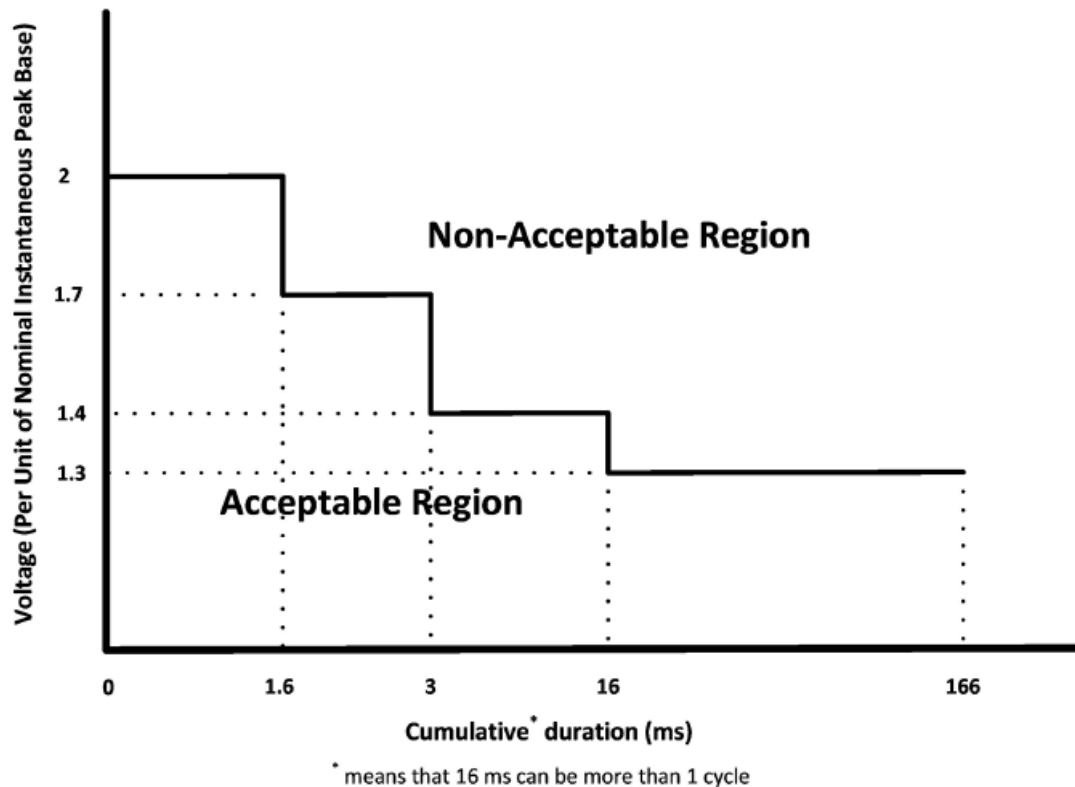 Voltage (Per Unit of Nominal Instantaneous Peak Base)
2
Non-Acceptable Region
1.7
1.4
1.3
Acceptable Region
0 1.6 3 16 166
Cumulative* duration (ms)
* means that 16 ms can be more than 1 cycle